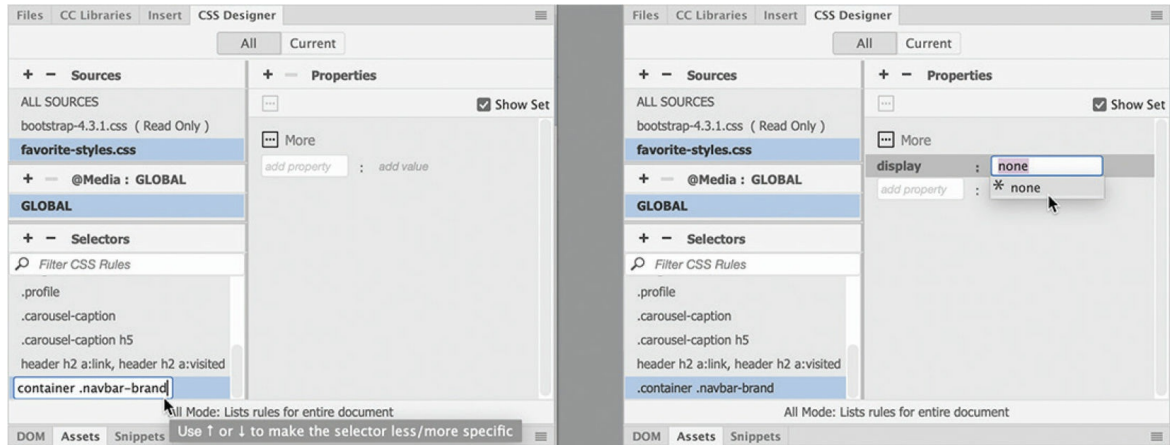 Files CC Libraries Insert CSS Designer
All Current
+ − Sources
ALL SOURCES
bootstrap-4.3.1.css ( Read Only )
favorite-styles.css
+ − @Media : GLOBAL
GLOBAL
+ − Selectors
Filter CSS Rules
.profile
.carousel-caption
.carousel-caption h5
header h2 a:link, header h2 a:visited
container .navbar-brand
+ − Properties
Show Set
More
add property : add value
All Mode: Lists rules for entire document
Use ↑ or ↓ to make the selector less/more specific
DOM Assets Snippets
Files CC Libraries Insert CSS Designer
All Current
+ − Sources
ALL SOURCES
bootstrap-4.3.1.css ( Read Only )
favorite-styles.css
+ − @Media : GLOBAL
GLOBAL
+ − Selectors
Filter CSS Rules
.profile
.carousel-caption
.carousel-caption h5
header h2 a:link, header h2 a:visited
.container .navbar-brand
+ − Properties
Show Set
More
display : none
* none
add property :
All Mode: Lists rules for entire document
DOM Assets Snippets